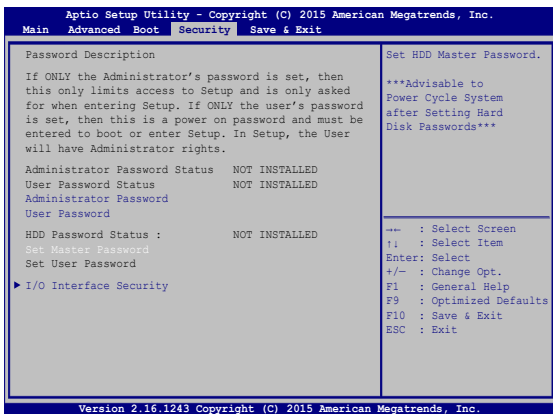 Aptio Setup Utility - Copyright (C) 2015 American Megatrends, Inc.
Main Advanced Boot Security Save & Exit
Password Description
If ONLY the Administrator's password is set, then
this only limits access to Setup and is only asked
for when entering Setup. If ONLY the user's password
is set, then this is a power on password and must be
entered to boot or enter Setup. In Setup, the User
will have Administrator rights.
Administrator Password Status NOT INSTALLED
User Password Status NOT INSTALLED
Administrator Password
User Password
HDD Password Status : NOT INSTALLED
Set Master Password
Set User Password
▶ I/O Interface Security
Set HDD Master Password.
***Advisable to
Power Cycle System
after Setting Hard
Disk Passwords***
→← : Select Screen
↑↓ : Select Item
Enter: Select
+/— : Change Opt.
F1 : General Help
F9 : Optimized Defaults
F10 : Save & Exit
ESC : Exit
Version 2.16.1243 Copyright (C) 2015 American Megatrends, Inc.